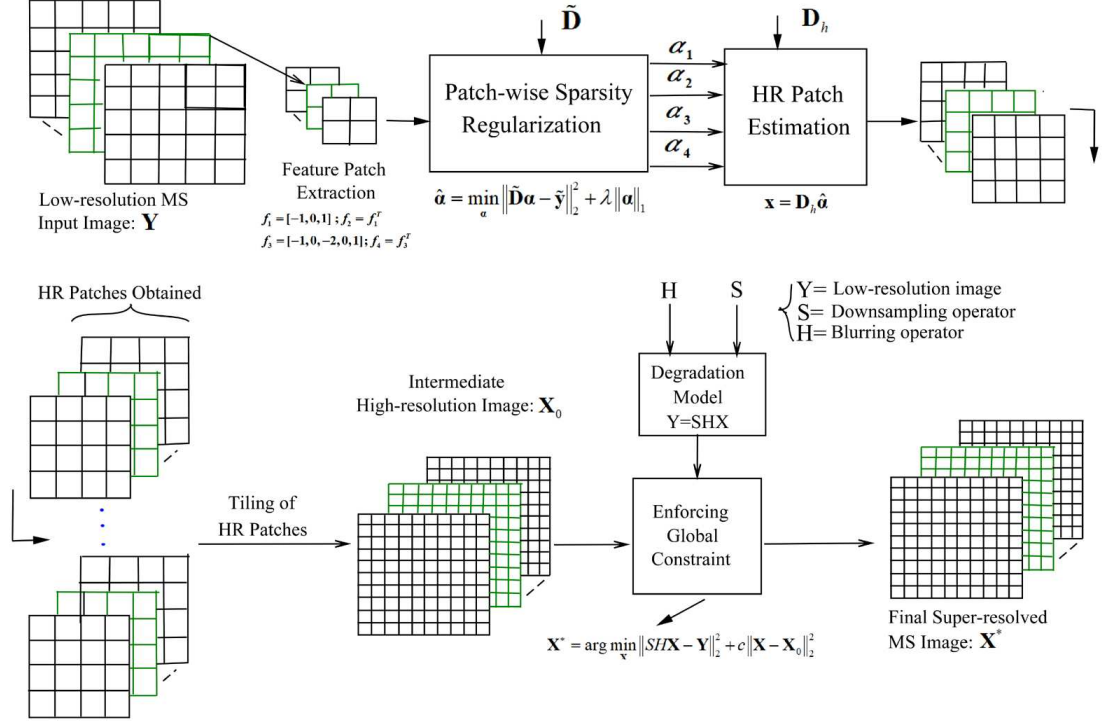 D̃
D_h
α_1
α_2
α_3
α_4
Patch-wise Sparsity
Regularization
HR Patch
Estimation
Feature Patch
Extraction
f_1 = [−1,0,1] ; f_2 = f_1^T
f_3 = [−1,0,−2,0,1]; f_4 = f_3^T
Low-resolution MS
Input Image: Y
α̂ = min_α ‖D̃α − ỹ‖_2^2 + λ‖α‖_1
x = D_h α̂
HR Patches Obtained
H
S
Y= Low-resolution image
S= Downsampling operator
H= Blurring operator
Degradation
Model
Y=SHX
Intermediate
High-resolution Image: X_0
Tiling of
HR Patches
Enforcing
Global
Constraint
Final Super-resolved
MS Image: X^*
X^* = arg min_X ‖SHX − Y‖_2^2 + c‖X − X_0‖_2^2